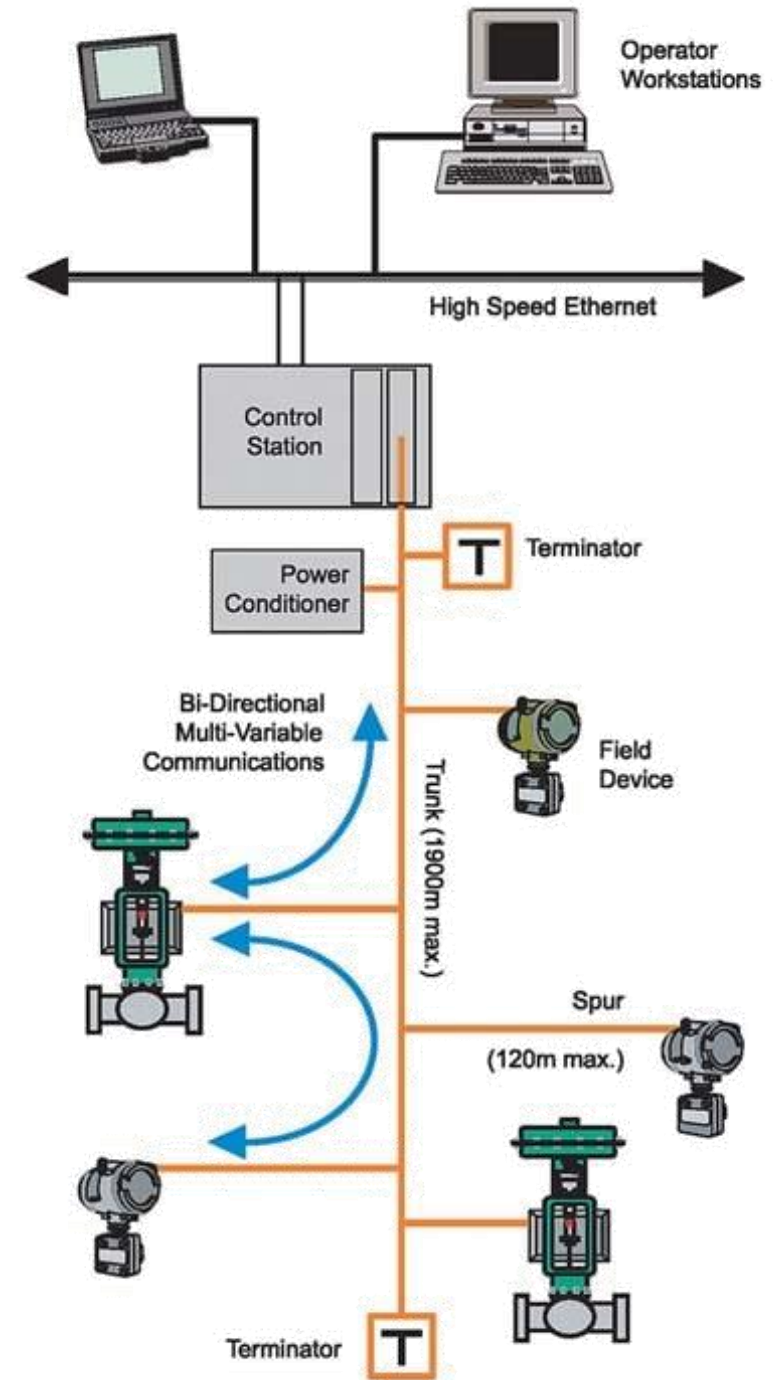 Operator
Workstations
High Speed Ethernet
Control
Station
T
Terminator
Power
Conditioner
Bi-Directional
Multi-Variable
Communications
Field
Device
Trunk (1900m max.)
Spur
(120m max.)
Terminator
T